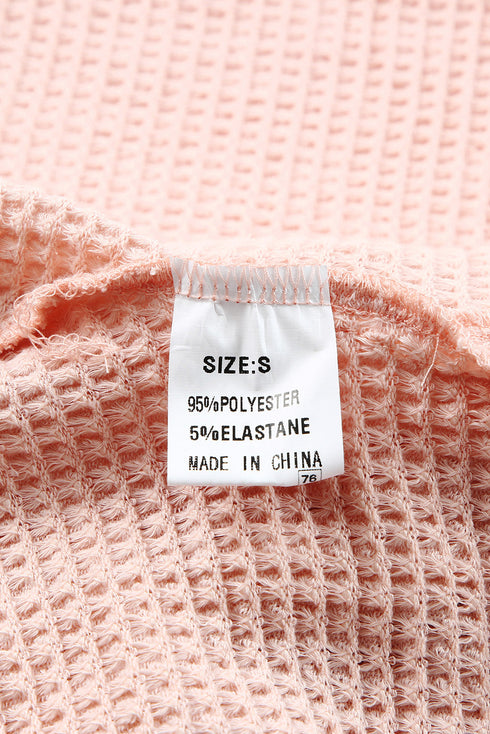 SIZE:S
95%POLYESTER
5%ELASTANE
MADE IN CHINA
76